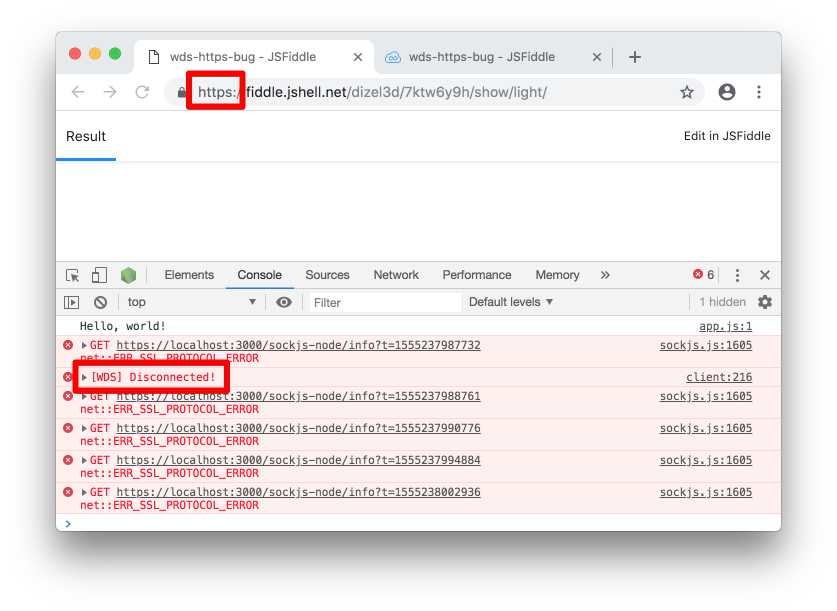 wds-https-bug - JSFiddle
wds-https-bug - JSFiddle
https://fiddle.jshell.net/dizel3d/7ktw6y9h/show/light/
Result
Edit in JSFiddle
Elements Console Sources Network Performance Memory » 6
top Filter Default levels ▼ 1 hidden
Hello, world! app.js:1
GET https://localhost:3000/sockjs-node/info?t=1555237987732 sockjs.js:1605
net::ERR_SSL_PROTOCOL_ERROR
[WDS] Disconnected! client:216
GET https://localhost:3000/sockjs-node/info?t=1555237988761 sockjs.js:1605
net::ERR_SSL_PROTOCOL_ERROR
GET https://localhost:3000/sockjs-node/info?t=1555237990776 sockjs.js:1605
net::ERR_SSL_PROTOCOL_ERROR
GET https://localhost:3000/sockjs-node/info?t=1555237994884 sockjs.js:1605
net::ERR_SSL_PROTOCOL_ERROR
GET https://localhost:3000/sockjs-node/info?t=1555238002936 sockjs.js:1605
net::ERR_SSL_PROTOCOL_ERROR